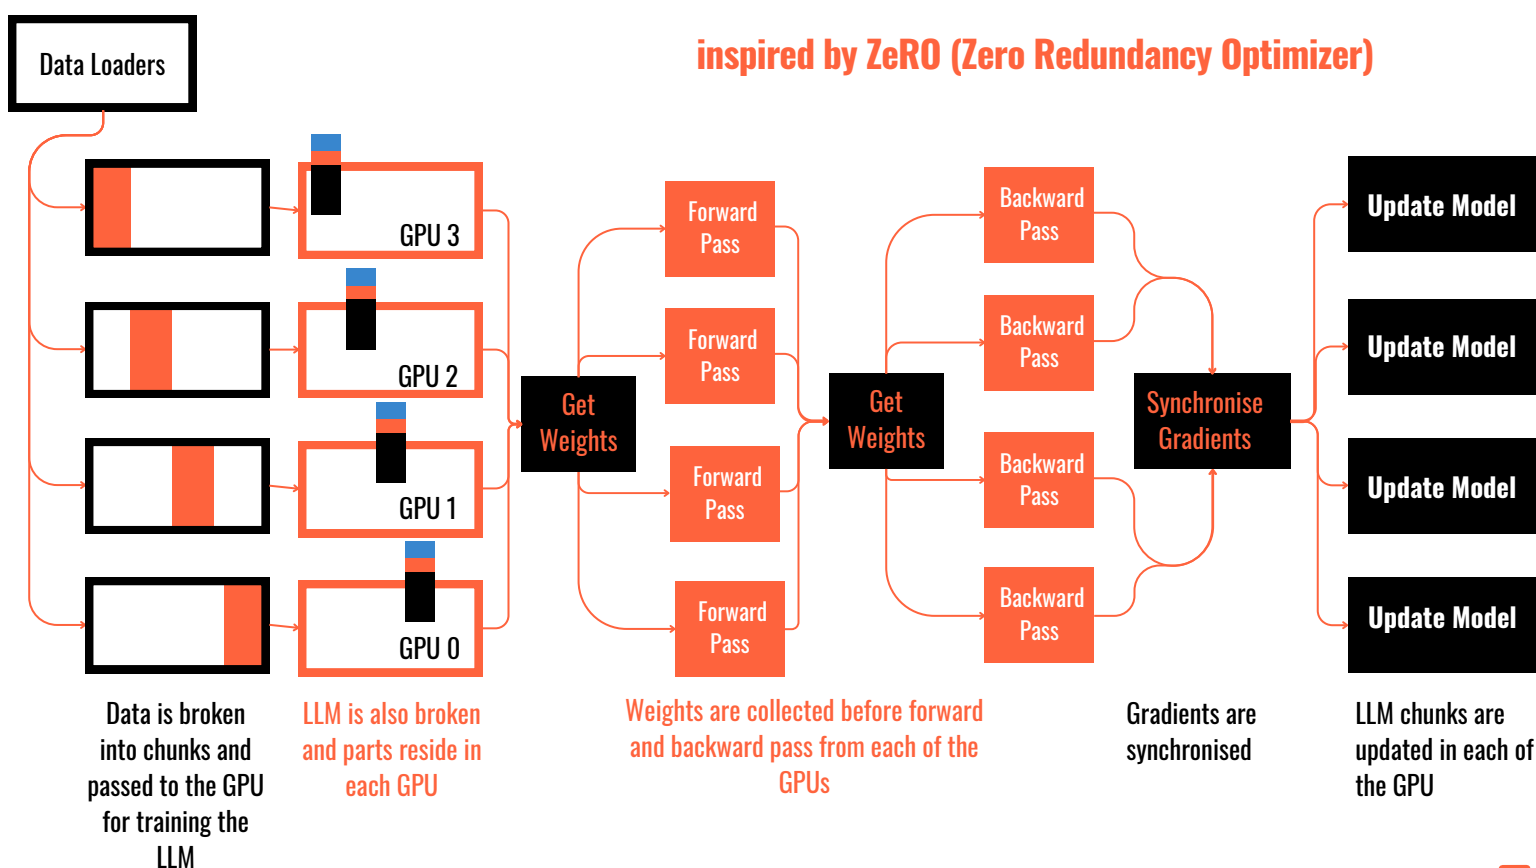 inspired by ZeRO (Zero Redundancy Optimizer)
Data Loaders
GPU 3
GPU 2
GPU 1
GPU 0
Get
Weights
Forward
Pass
Forward
Pass
Forward
Pass
Forward
Pass
Get
Weights
Backward
Pass
Backward
Pass
Backward
Pass
Backward
Pass
Synchronise
Gradients
Update Model
Update Model
Update Model
Update Model
Data is broken
into chunks and
passed to the GPU
for training the
LLM
LLM is also broken
and parts reside in
each GPU
Weights are collected before forward
and backward pass from each of the
GPUs
Gradients are
synchronised
LLM chunks are
updated in each of
the GPU